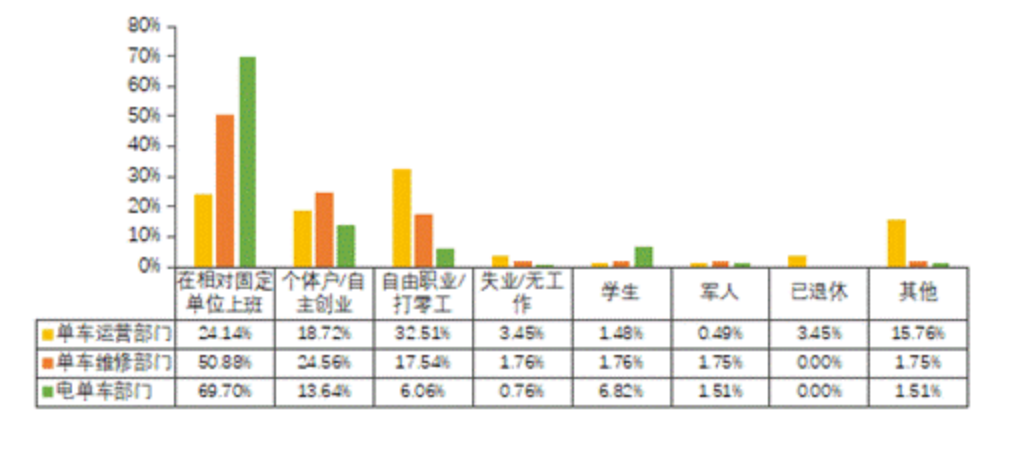 80%
70%
60%
50%
40%
30%
20%
10%
0%
在相对固定 个体户/自 自由职业/ 失业/无工 学生 军人 已退休 其他
单位上班 主创业 打零工 作
单车运营部门 24.14% 18.72% 32.51% 3.45% 1.48% 0.49% 3.45% 15.76%
单车维修部门 50.88% 24.56% 17.54% 1.76% 1.76% 1.75% 0.00% 1.75%
电单车部门 69.70% 13.64% 6.06% 0.76% 6.82% 1.51% 0.00% 1.51%